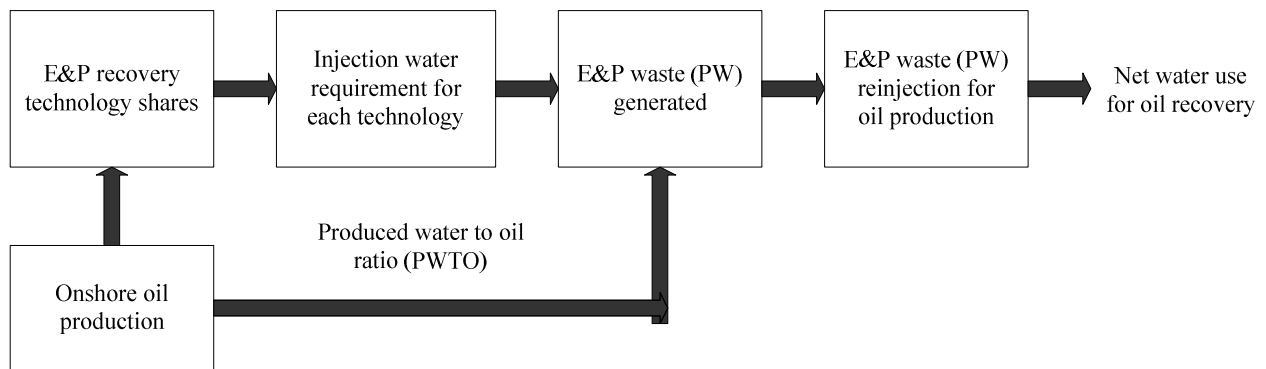 E&P recovery
technology shares
Injection water
requirement for
each technology
E&P waste (PW)
generated
E&P waste (PW)
reinjection for
oil production
Net water use
for oil recovery
Produced water to oil
ratio (PWTO)
Onshore oil
production